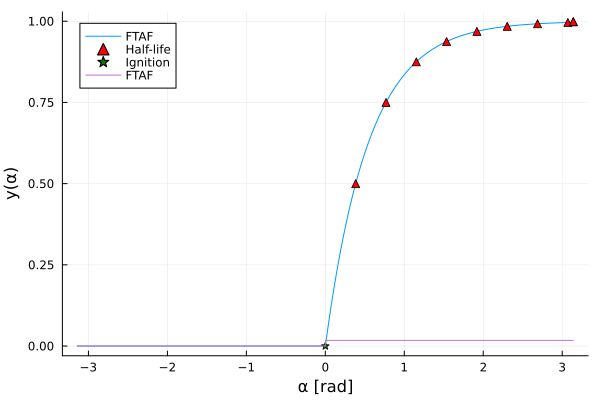 1.00
0.75
0.50
0.25
0.00
y(α)
FTAF
Half-life
Ignition
FTAF
−3 −2 −1 0 1 2 3
α [rad]